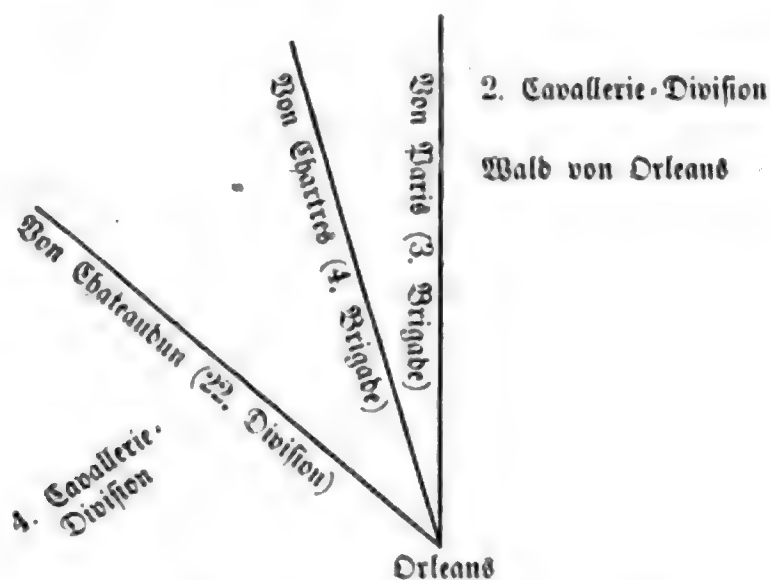 2. Cavallerie-Division
Wald von Orleans
Von Paris (3. Brigade)
Von Chartres (4. Brigade)
Von Chateaudun (22. Division)
4. Cavallerie-
Division
Orleans